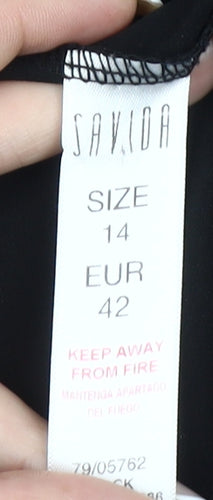 SAVIDA
SIZE
14
EUR
42
KEEP AWAY
FROM FIRE
MANTENGA APARTADO
DEL FUEGO
79/05762